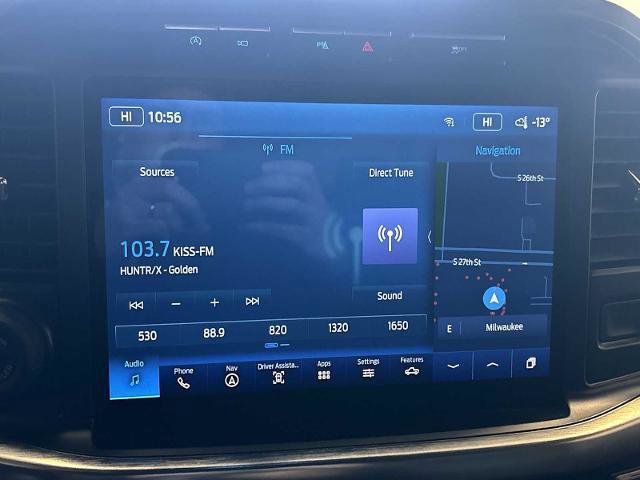 HI 10:56 HI -13°
FM
Navigation
Sources
Direct Tune
S 26th St
103.7 KISS-FM
HUNTR/X - Golden
S 27th St
Sound
530 88.9 820 1320 1650
E Milwaukee
Audio Phone Nav Driver Assista... Apps Settings Features